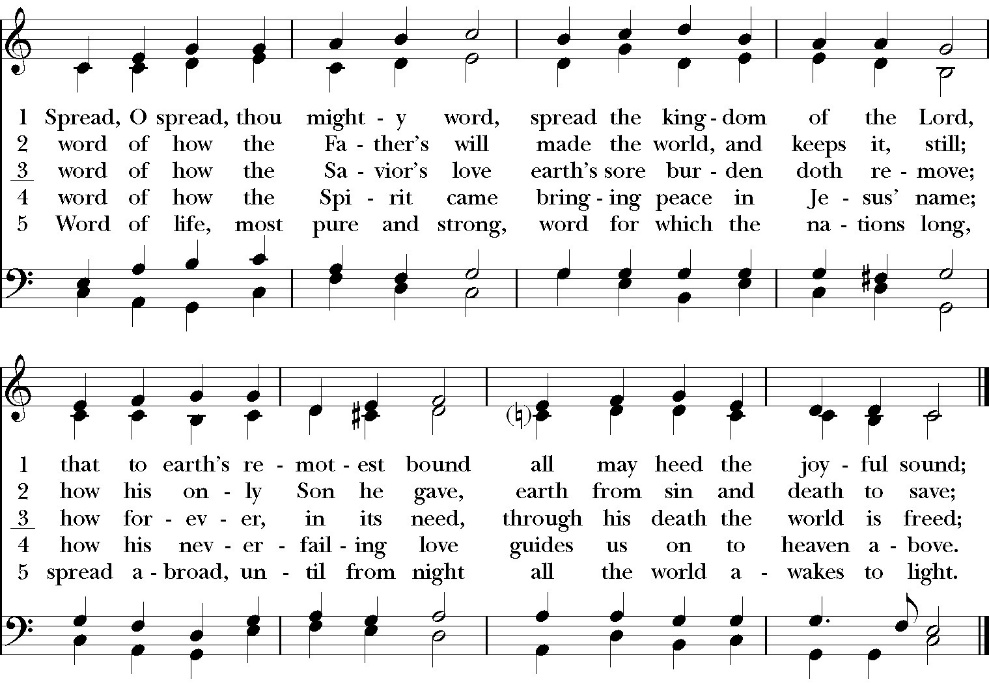 1 Spread, O spread, thou might - y word, spread the king - dom of the Lord,
2 word of how the Fa - ther's will made the world, and keeps it, still;
3 word of how the Sa - vior's love earth's sore bur - den doth re - move;
4 word of how the Spi - rit came bring - ing peace in Je - sus' name;
5 Word of life, most pure and strong, word for which the na - tions long,
1 that to earth's re - mot - est bound all may heed the joy - ful sound;
2 how his on - ly Son he gave, earth from sin and death to save;
3 how for - ev - er, in its need, through his death the world is freed;
4 how his nev - er - fail - ing love guides us on to heaven a - bove.
5 spread a - broad, un - til from night all the world a - wakes to light.